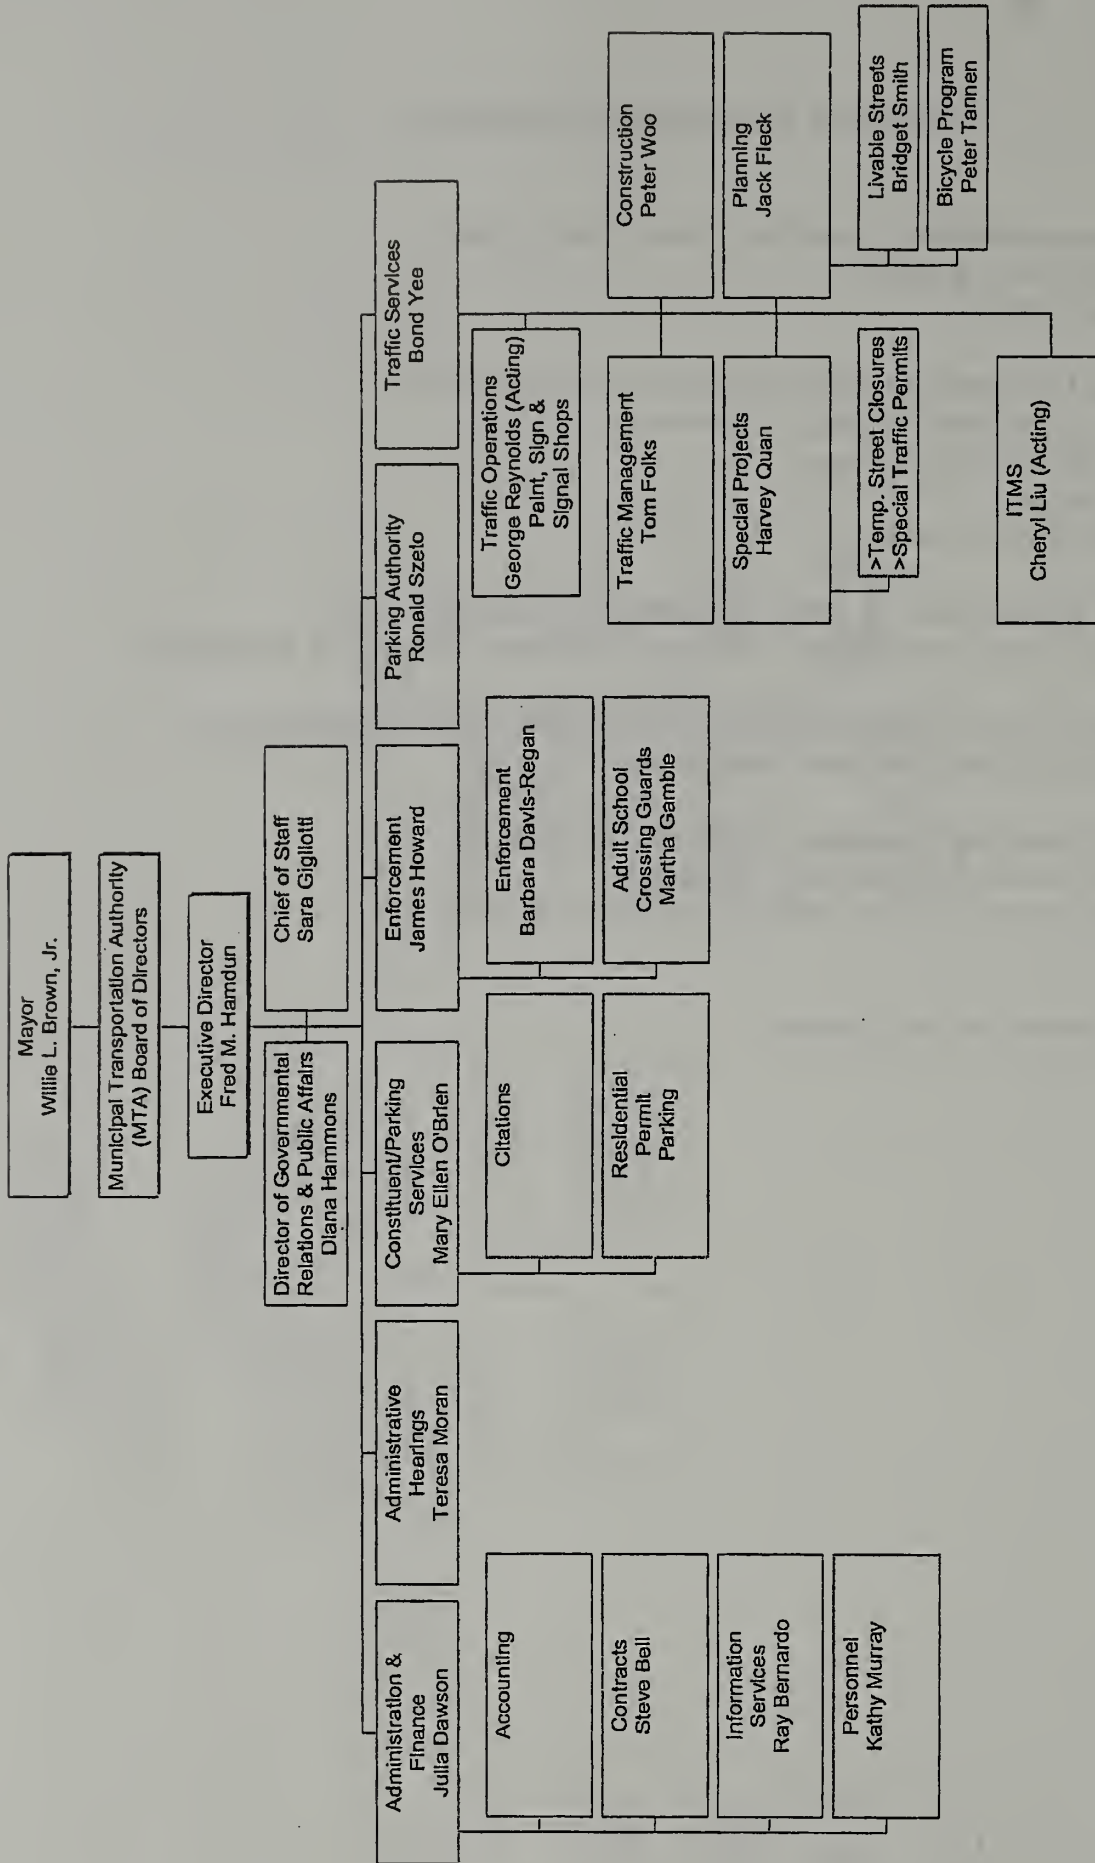 Mayor
Willie L. Brown, Jr.
Municipal Transportation Authority
(MTA) Board of Directors
Executive Director
Fred M. Hamdun
Director of Governmental
Relations & Public Affairs
Diana Hammons
Chief of Staff
Sara Gigliotti
Administration &
Finance
Julia Dawson
Administrative
Hearings
Teresa Moran
Constituent/Parking
Services
Mary Ellen O'Brien
Enforcement
James Howard
Parking Authority
Ronald Szeto
Traffic Services
Bond Yee
Accounting
Contracts
Steve Bell
Information
Services
Ray Bernardo
Personnel
Kathy Murray
Citations
Residential
Permit
Parking
Enforcement
Barbara Davis-Regan
Adult School
Crossing Guards
Martha Gamble
Traffic Operations
George Reynolds (Acting)
Paint, Sign &
Signal Shops
Traffic Management
Tom Folks
Construction
Peter Woo
Special Projects
Harvey Quan
Planning
Jack Fleck
>Temp. Street Closures
>Special Traffic Permits
Livable Streets
Bridget Smith
Bicycle Program
Peter Tannen
ITMS
Cheryl Liu (Acting)